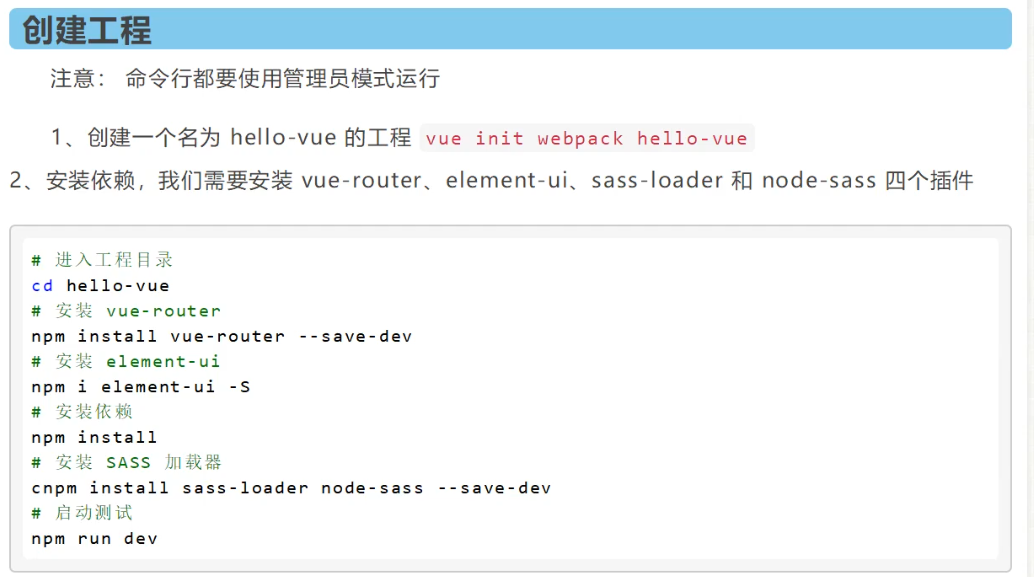 创建工程
注意： 命令行都要使用管理员模式运行
1、创建一个名为 hello-vue 的工程 vue init webpack hello-vue
2、安装依赖，我们需要安装 vue-router、element-ui、sass-loader 和 node-sass 四个插件
# 进入工程目录
cd hello-vue
# 安装 vue-router
npm install vue-router --save-dev
# 安装 element-ui
npm i element-ui -S
# 安装依赖
npm install
# 安装 SASS 加载器
cnpm install sass-loader node-sass --save-dev
# 启动测试
npm run dev